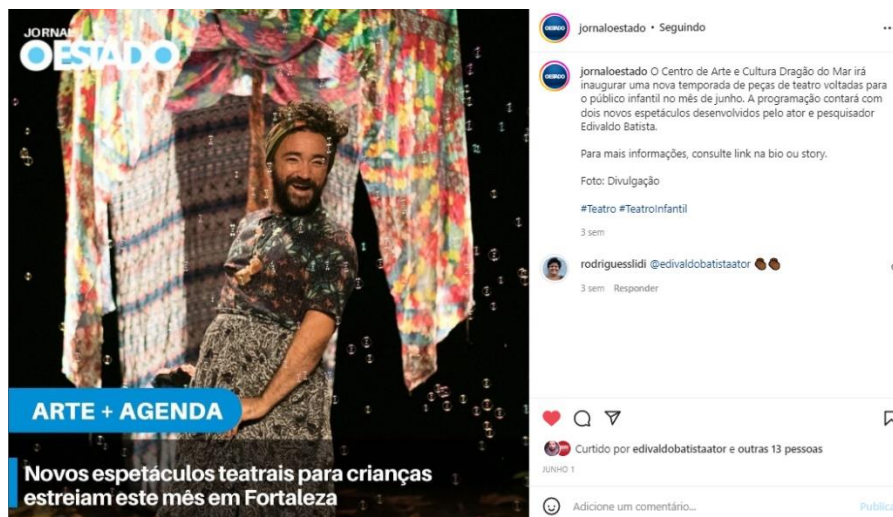 JORNAL
O ESTADO
ARTE + AGENDA
Novos espetáculos teatrais para crianças
estreiam este mês em Fortaleza
jornaloestado • Seguindo
jornaloestado O Centro de Arte e Cultura Dragão do Mar irá
inaugurar uma nova temporada de peças de teatro voltadas para
o público infantil no mês de junho. A programação contará com
dois novos espetáculos desenvolvidos pelo ator e pesquisador
Edivaldo Batista.
Para mais informações, consulte link na bio ou story.
Foto: Divulgação
#Teatro #TeatroInfantil
3 sem
rodriguesslidi @edivaldobatistaator
3 sem Responder
Curtido por edivaldobatistaator e outras 13 pessoas
JUNHO 1
Adicione um comentário... Publica